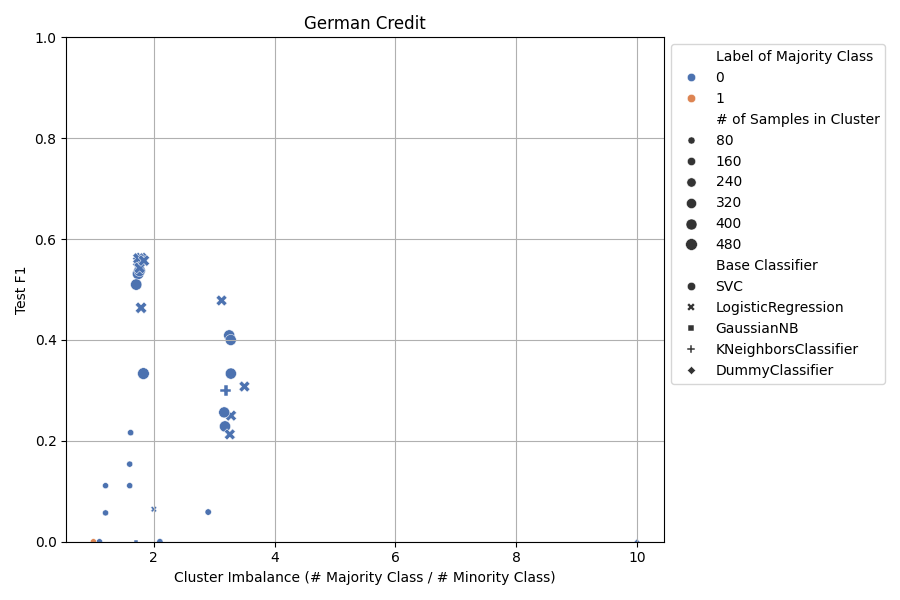 German Credit
1.0
0.8
0.6
0.4
0.2
0.0
Test F1
2
4
6
8
10
Cluster Imbalance (# Majority Class / # Minority Class)
Label of Majority Class
0
1
# of Samples in Cluster
80
160
240
320
400
480
Base Classifier
SVC
LogisticRegression
GaussianNB
KNeighborsClassifier
DummyClassifier